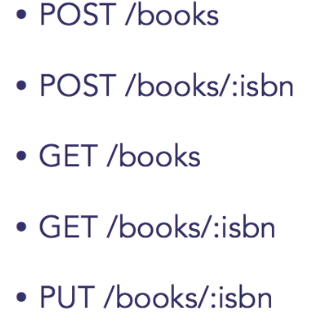 • POST /books
• POST /books/:isbn
• GET /books
• GET /books/:isbn
• PUT /books/:isbn